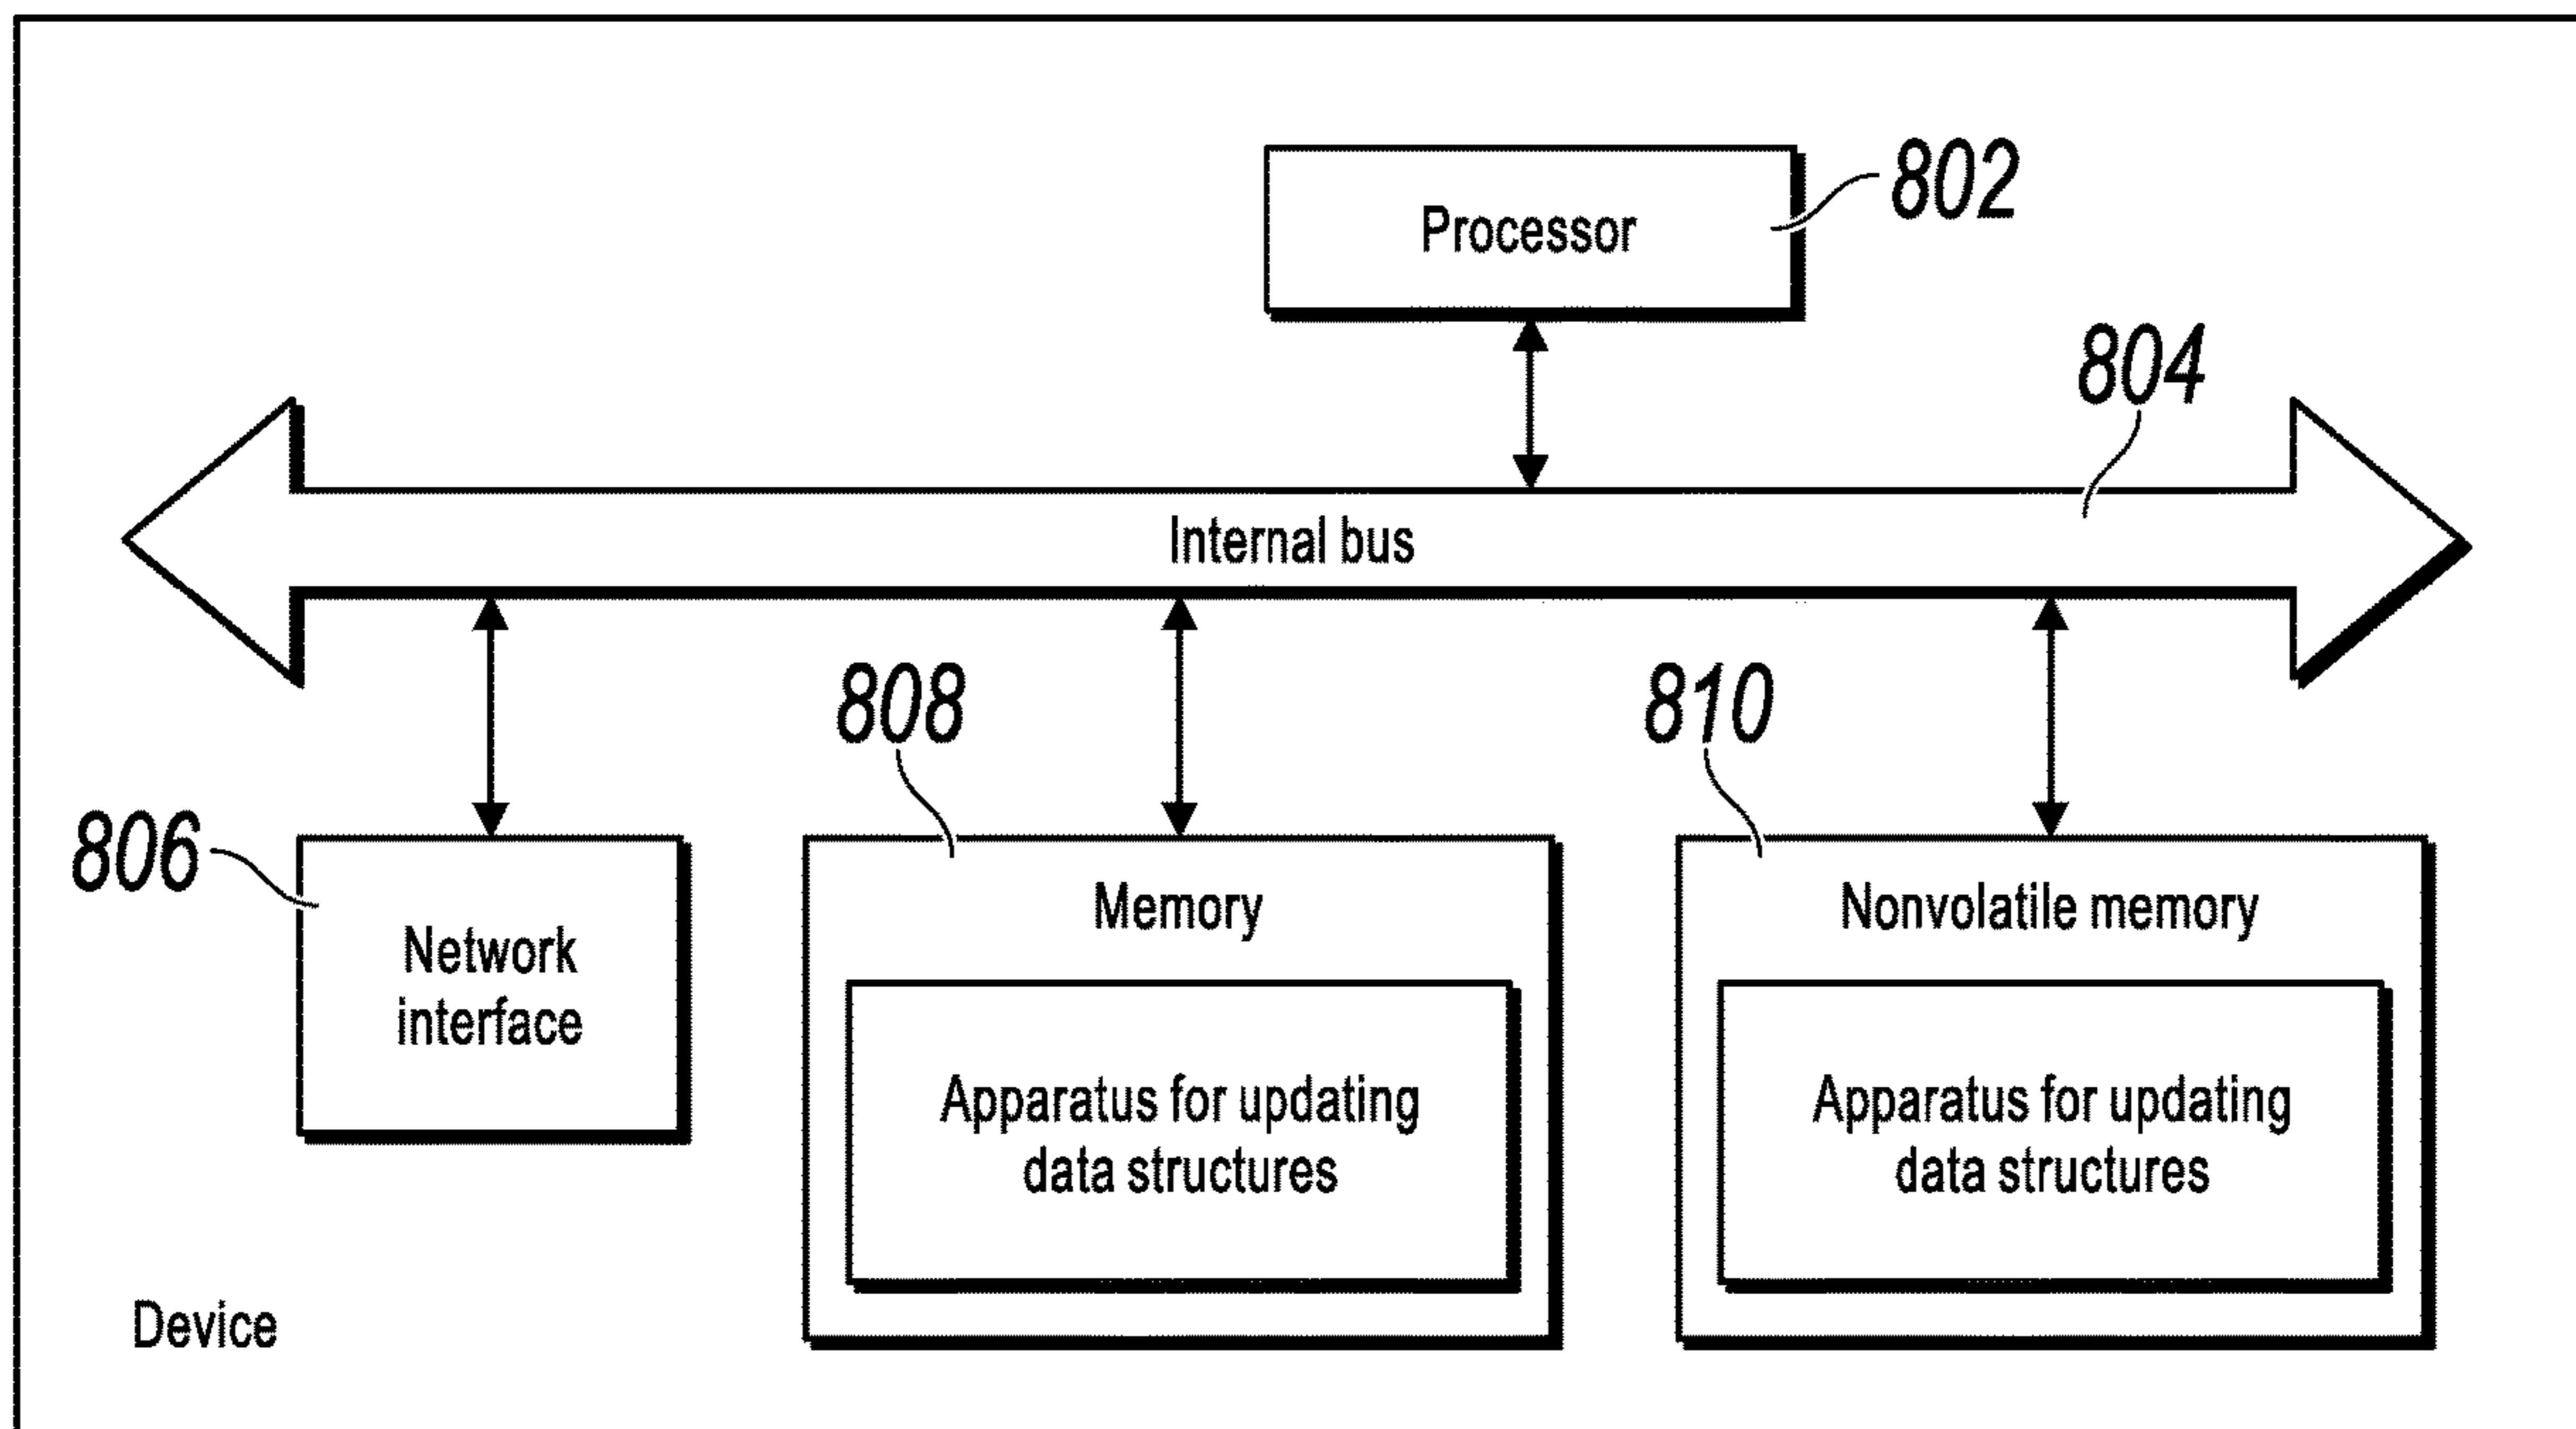 802
Processor
804
Internal bus
808
810
806
Network
interface
Memory
Apparatus for updating
data structures
Nonvolatile memory
Apparatus for updating
data structures
Device